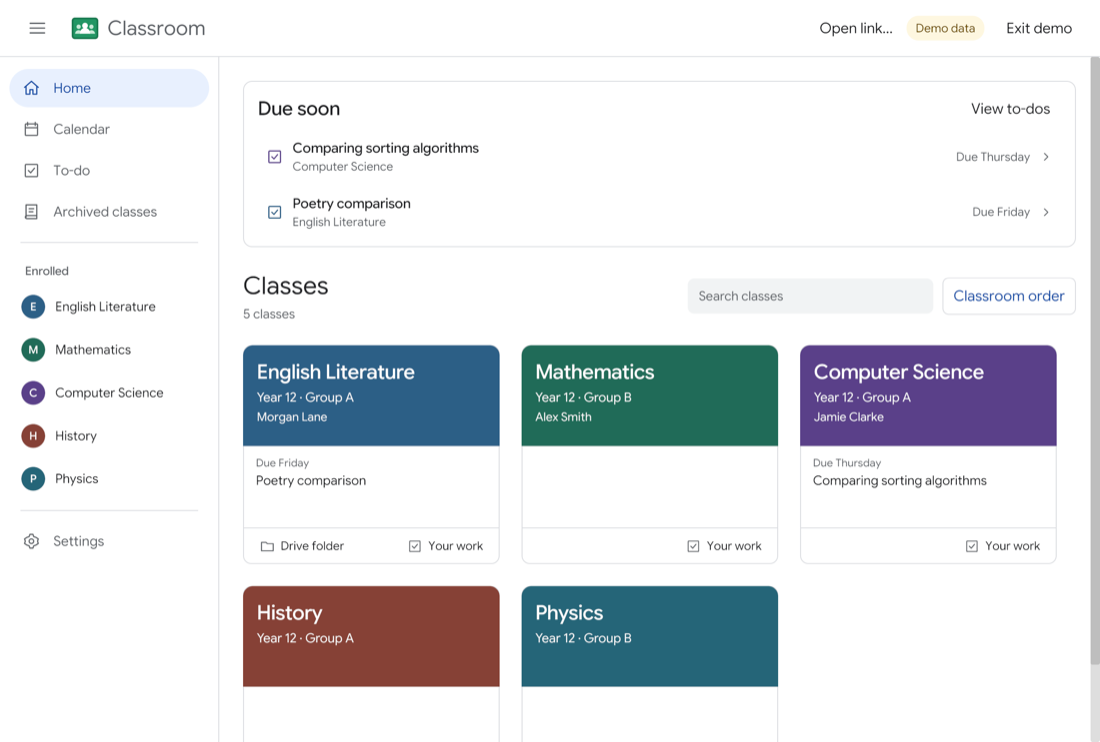 Classroom
Open link...
Demo data
Exit demo
Home
Calendar
To-do
Archived classes
Enrolled
E English Literature
M Mathematics
C Computer Science
H History
P Physics
Settings
Due soon
View to-dos
Comparing sorting algorithms
Computer Science
Due Thursday
Poetry comparison
English Literature
Due Friday
Classes
5 classes
Search classes
Classroom order
English Literature
Year 12 · Group A
Morgan Lane
Due Friday
Poetry comparison
Drive folder
Your work
Mathematics
Year 12 · Group B
Alex Smith
Your work
Computer Science
Year 12 · Group A
Jamie Clarke
Due Thursday
Comparing sorting algorithms
Your work
History
Year 12 · Group A
Physics
Year 12 · Group B